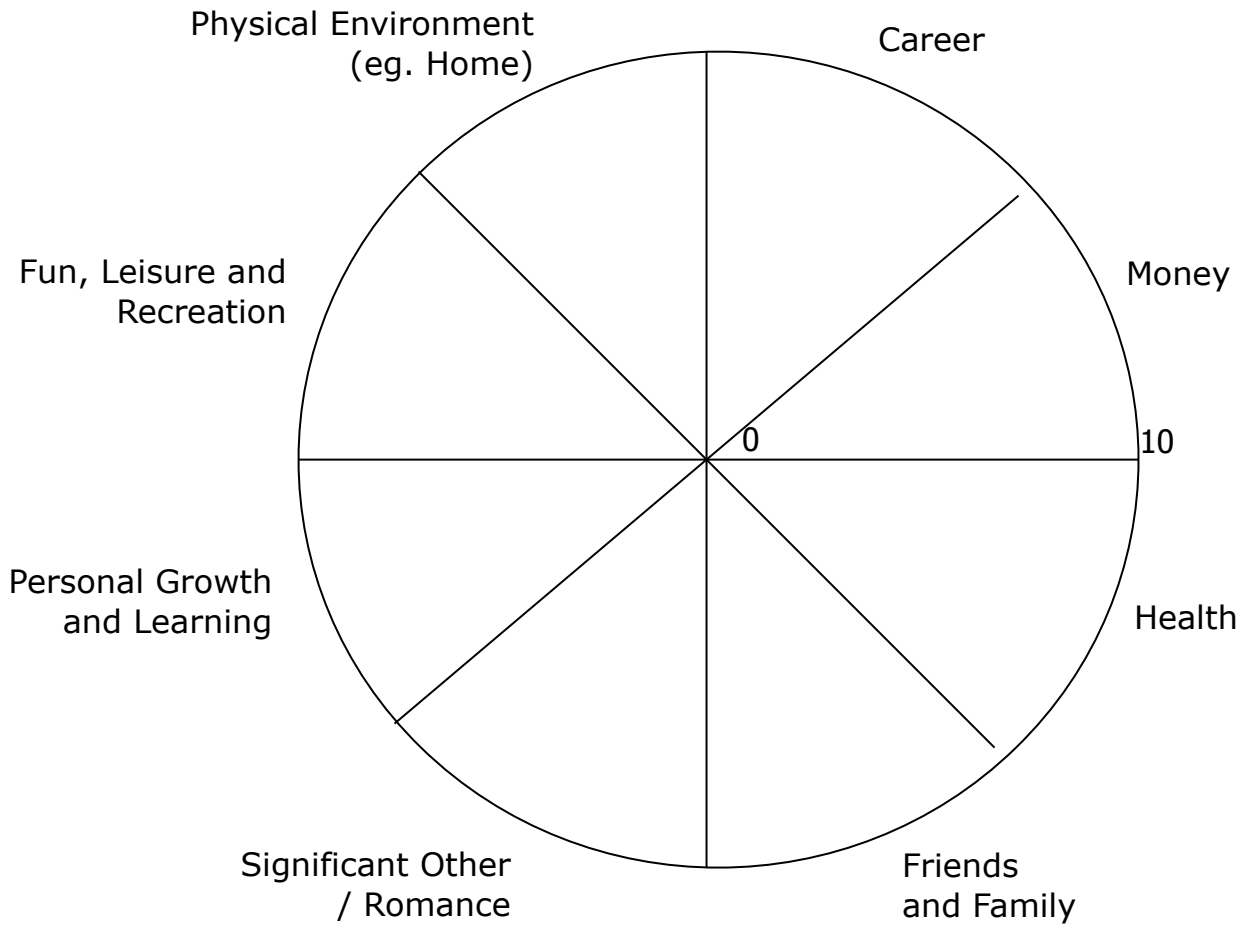 Physical Environment
(eg. Home)
Career
Fun, Leisure and
Recreation
Money
0
10
Personal Growth
and Learning
Health
Significant Other
/ Romance
Friends
and Family